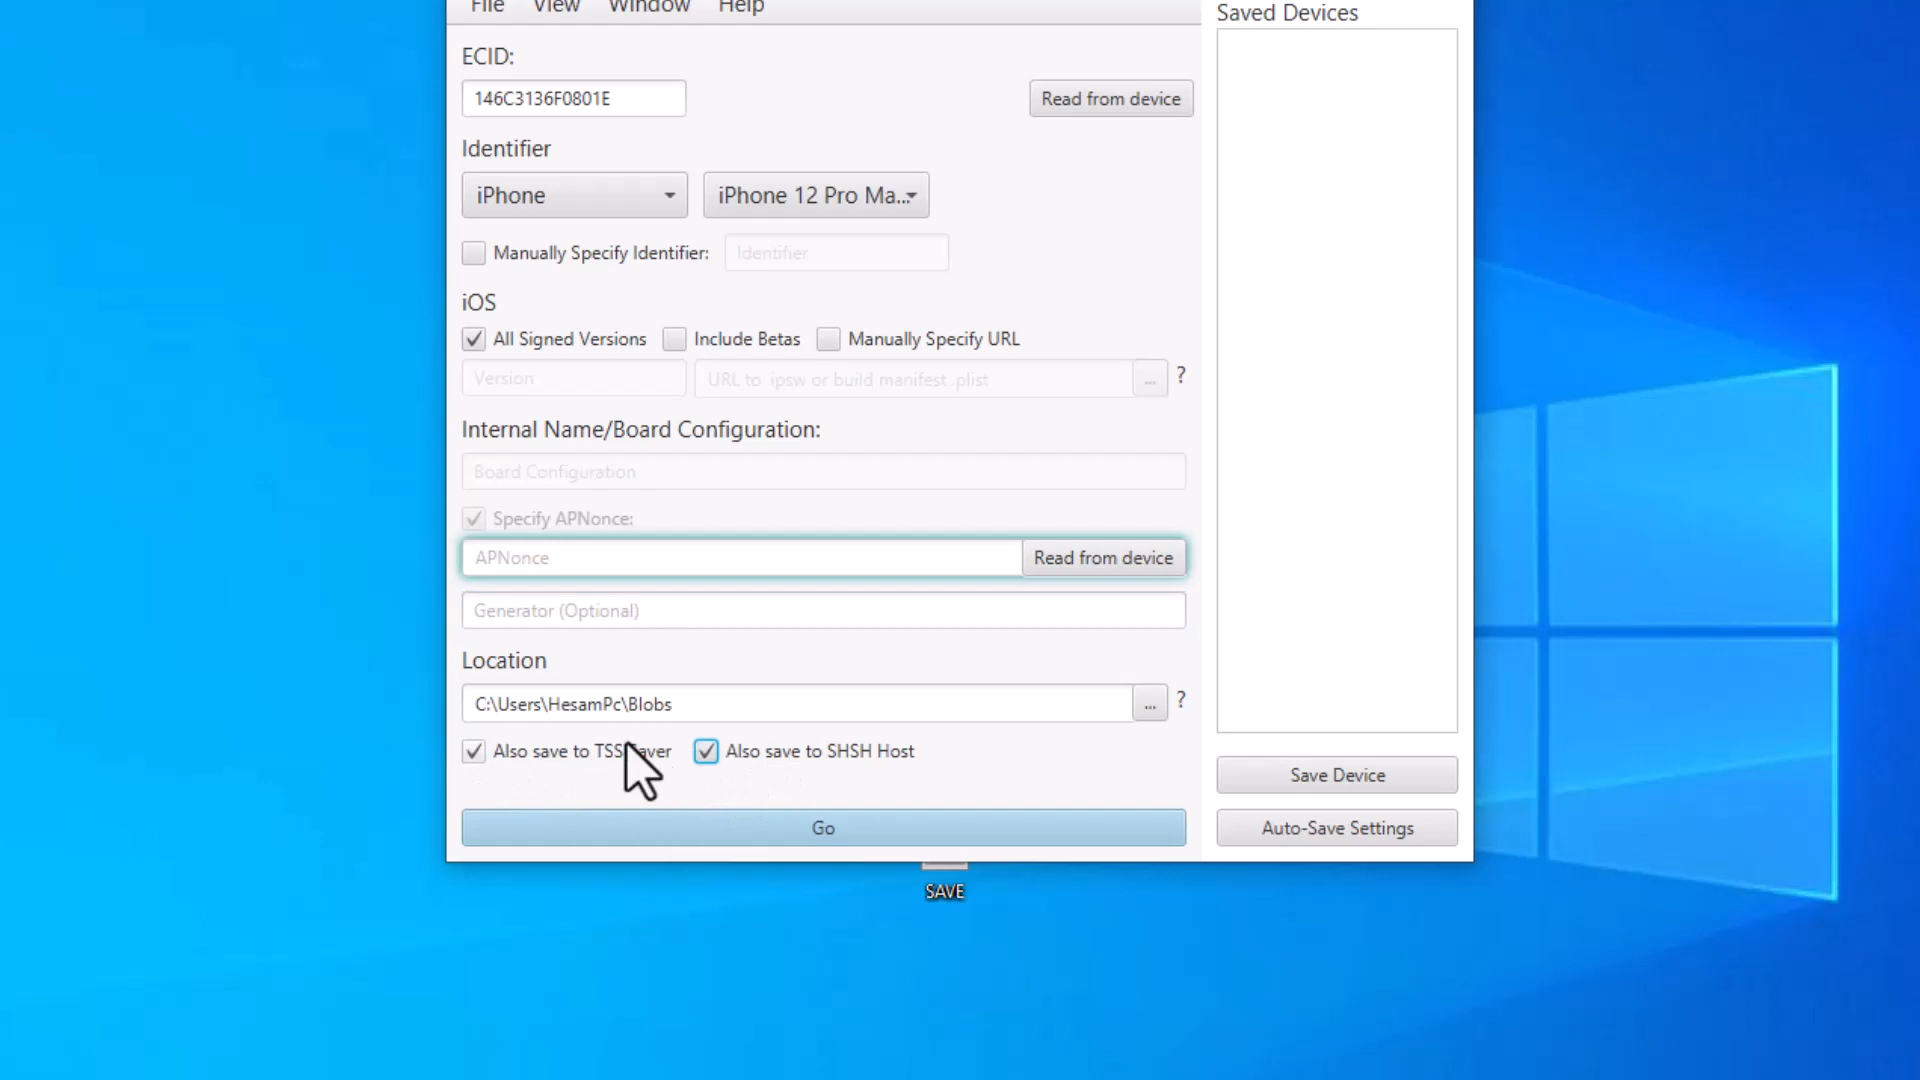 File View Window Help
Saved Devices
ECID:
146C3136F0801E
Read from device
Identifier
iPhone
iPhone 12 Pro Ma...
Manually Specify Identifier:
Identifier
iOS
All Signed Versions
Include Betas
Manually Specify URL
Version
URL to .ipsw or build manifest .plist
...
?
Internal Name/Board Configuration:
Board Configuration
Specify APNonce:
APNonce
Read from device
Generator (Optional)
Location
C:\Users\HesamPc\Blobs
...
?
Also save to TSS Saver
Also save to SHSH Host
Save Device
Go
Auto-Save Settings
SAVE